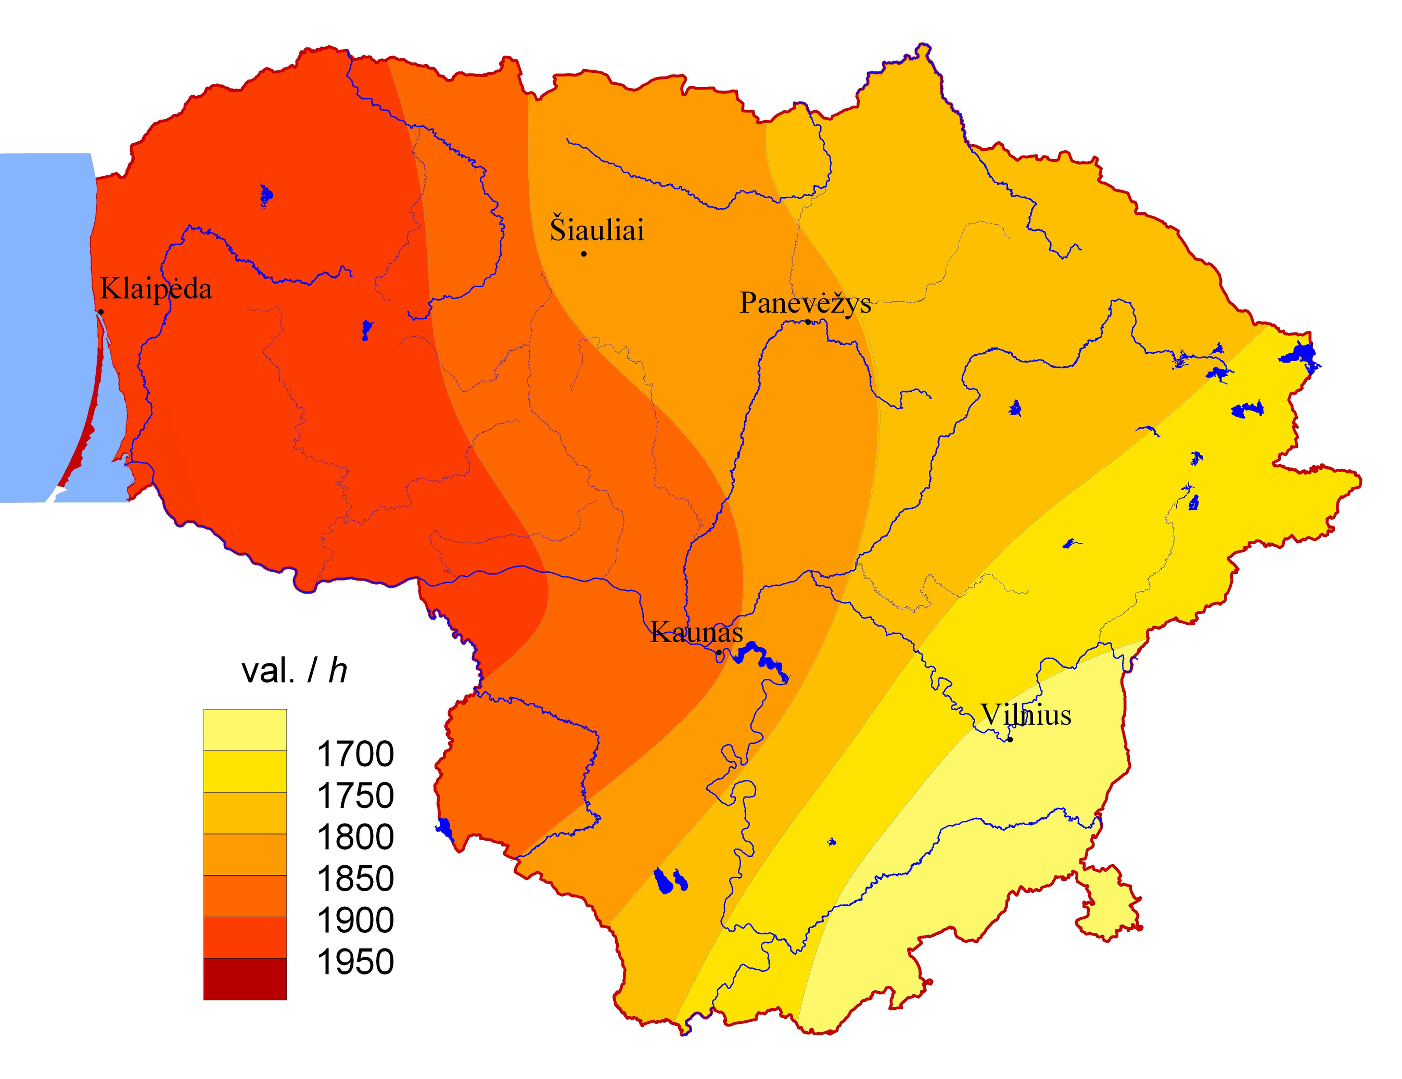 Šiauliai
Klaipėda
Panevėžys
Kaunas
val. / h
Vilnius
1700
1750
1800
1850
1900
1950